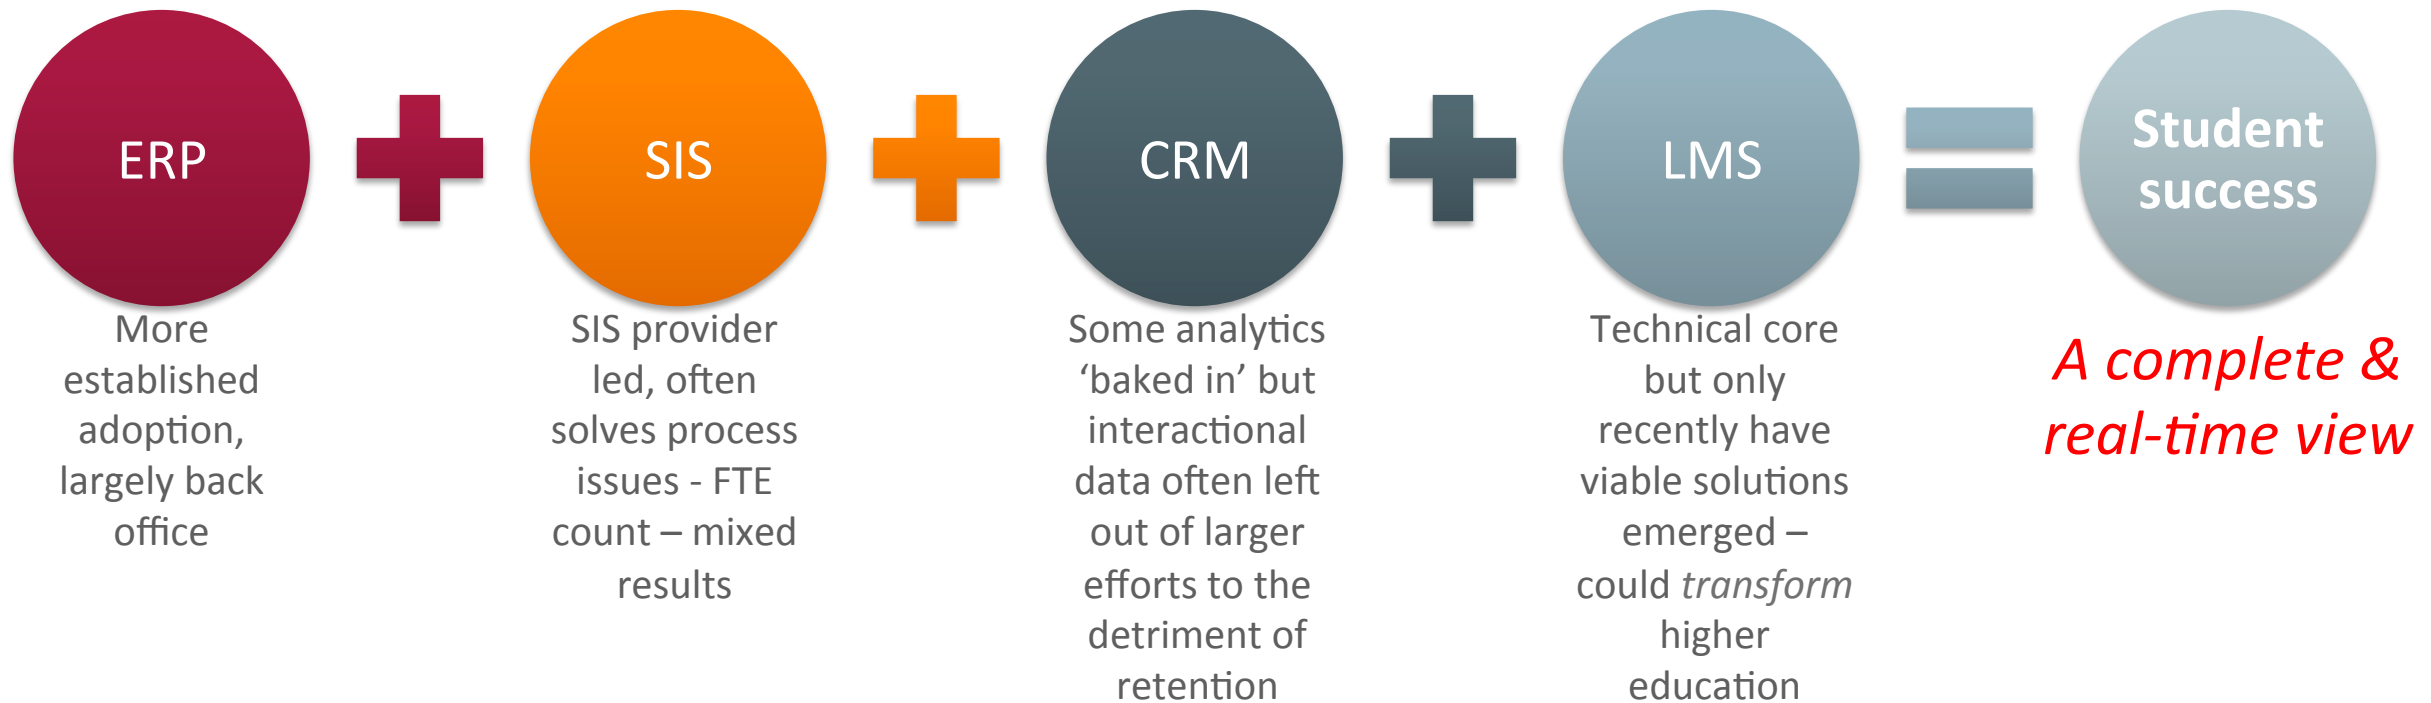 ERP
SIS
CRM
LMS
Student
success
More
established
adoption,
largely back
office
SIS provider
led, often
solves process
issues - FTE
count – mixed
results
Some analytics
‘baked in’ but
interactional
data often left
out of larger
efforts to the
detriment of
retention
Technical core
but only
recently have
viable solutions
emerged –
could transform
higher
education
A complete &
real-time view